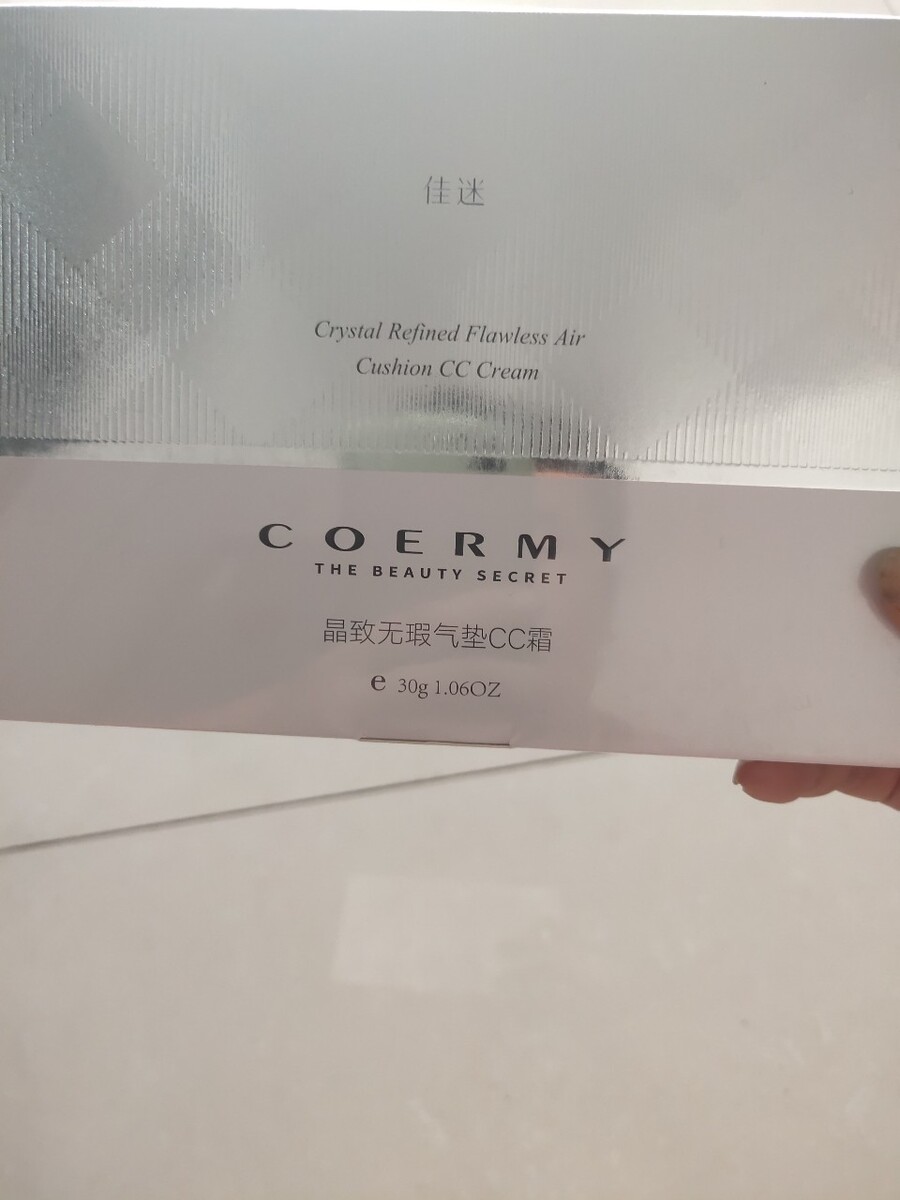 佳迷
Crystal Refined Flawless Air
Cushion CC Cream
COERMY
THE BEAUTY SECRET
晶致无瑕气垫CC霜
e 30g 1.06OZ